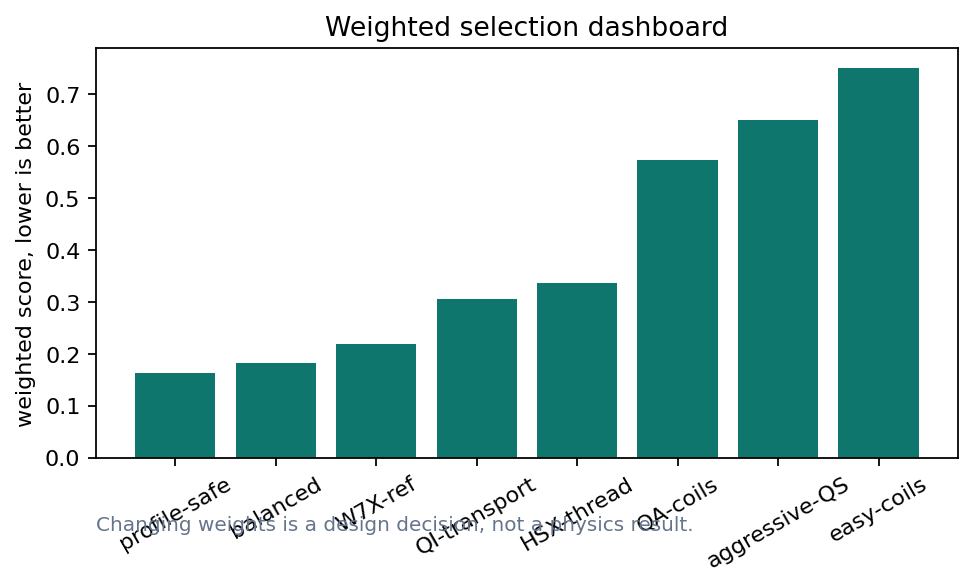 Weighted selection dashboard
weighted score, lower is better
0.7
0.6
0.5
0.4
0.3
0.2
0.1
0.0
profile-safe
balanced
W7X-ref
QI-transport
HSX-thread
QA-coils
aggressive-QS
easy-coils
Changing weights is a design decision, not a physics result.